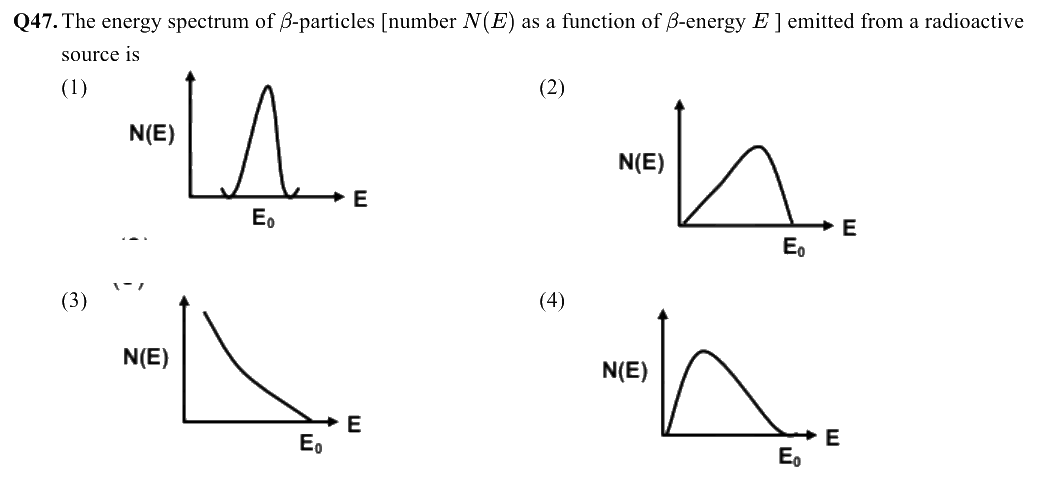 Q47. The energy spectrum of β-particles [number N(E) as a function of β-energy E ] emitted from a radioactive
source is
(1)
N(E)
E
E₀
(2)
N(E)
E
E₀
(3)
N(E)
E
E₀
(4)
N(E)
E
E₀